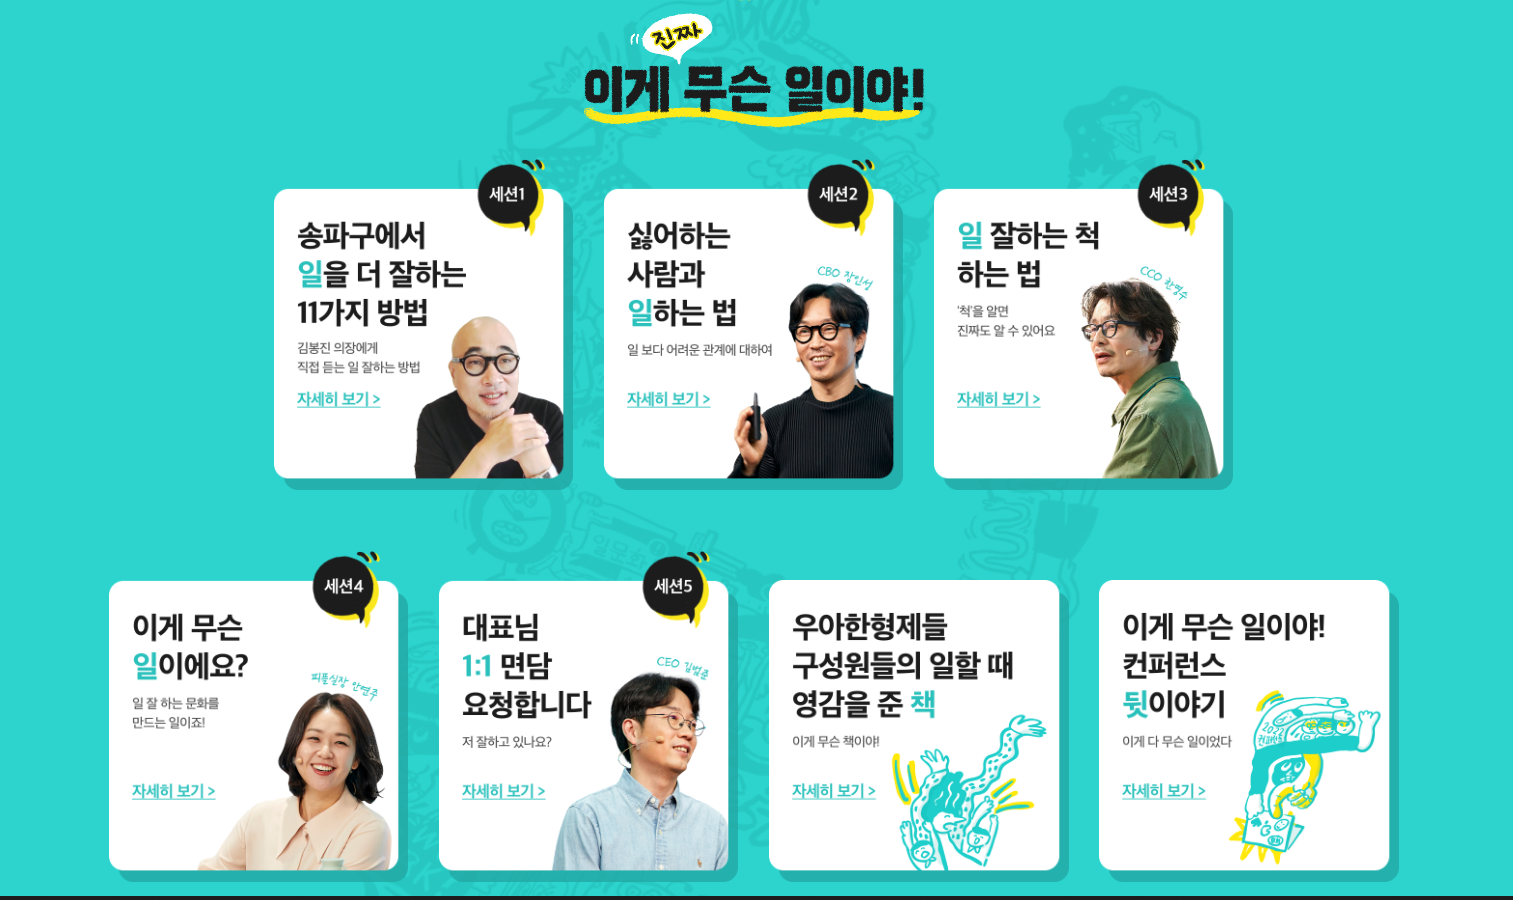 진짜
이게 무슨 일이야!
세션1
송파구에서
일을 더 잘하는
11가지 방법
김봉진 의장에게
직접 듣는 일 잘하는 방법
자세히 보기 >
세션2
싫어하는
사람과
일하는 법
일 보다 어려운 관계에 대하여
CBO 장인성
자세히 보기 >
세션3
일 잘하는 척
하는 법
'척'을 알면
진짜도 알 수 있어요
CCO 한명수
자세히 보기 >
세션4
이게 무슨
일이에요?
일 잘 하는 문화를
만드는 일이죠!
피플실장 안연주
자세히 보기 >
세션5
대표님
1:1 면담
요청합니다
저 잘하고 있나요?
CEO 김범준
자세히 보기 >
우아한형제들
구성원들의 일할 때
영감을 준 책
이게 무슨 책이야!
자세히 보기 >
이게 무슨 일이야!
컨퍼런스
뒷이야기
이게 다 무슨 일이었다
2022
컨퍼런스
자세히 보기 >